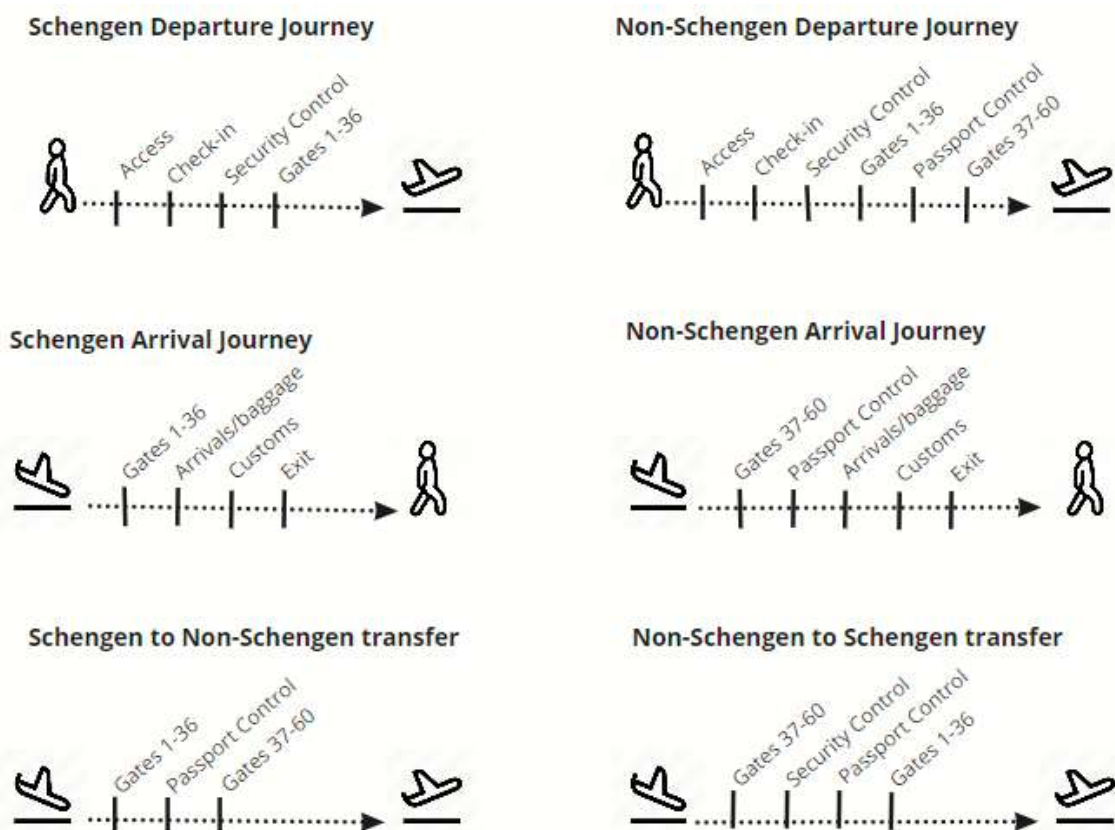 Schengen Departure Journey
Access
Check-in
Security Control
Gates 1-36
Non-Schengen Departure Journey
Access
Check-in
Security Control
Gates 1-36
Passport Control
Gates 37-60
Schengen Arrival Journey
Gates 1-36
Arrivals/baggage
Customs
Exit
Non-Schengen Arrival Journey
Gates 37-60
Passport Control
Arrivals/baggage
Customs
Exit
Schengen to Non-Schengen transfer
Gates 1-36
Passport Control
Gates 37-60
Non-Schengen to Schengen transfer
Gates 37-60
Security Control
Passport Control
Gates 1-36